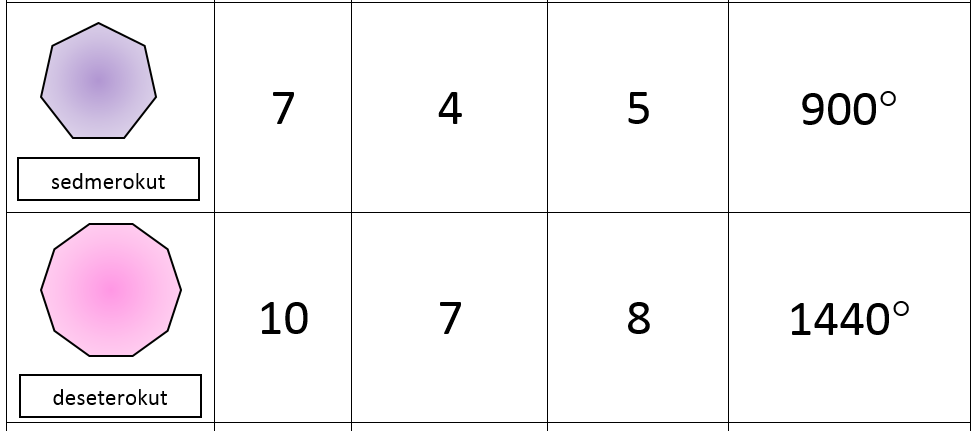 7 4 5 900°
sedmerokut
10 7 8 1440°
deseterokut